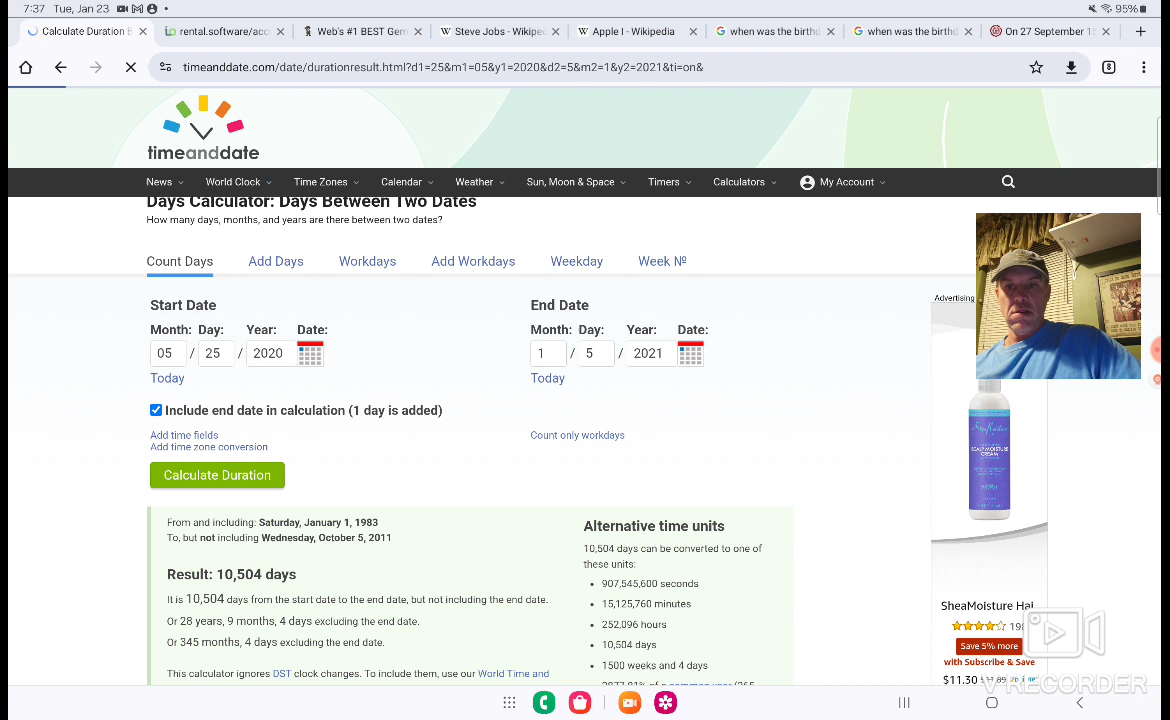 7:37 Tue, Jan 23 95%
Calculate Duration B
rental.software/acc
Web's #1 BEST Gem
Steve Jobs - Wikipe
Apple I - Wikipedia
when was the birthd
when was the birthd
On 27 September 15
timeanddate.com/date/durationresult.html?d1=25&m1=05&y1=2020&d2=5&m2=1&y2=2021&ti=on&
8
timeanddate
News World Clock Time Zones Calendar Weather Sun, Moon & Space Timers Calculators My Account
Days Calculator: Days Between Two Dates
How many days, months, and years are there between two dates?
Count Days Add Days Workdays Add Workdays Weekday Week Nº
Start Date
Month: Day: Year: Date:
05 / 25 / 2020
Today
End Date
Month: Day: Year: Date:
1 / 5 / 2021
Today
Include end date in calculation (1 day is added)
Add time fields
Add time zone conversion
Count only workdays
Calculate Duration
From and including: Saturday, January 1, 1983
To, but not including Wednesday, October 5, 2011
Result: 10,504 days
It is 10,504 days from the start date to the end date, but not including the end date.
Or 28 years, 9 months, 4 days excluding the end date.
Or 345 months, 4 days excluding the end date.
This calculator ignores DST clock changes. To include them, use our World Time and
Alternative time units
10,504 days can be converted to one of
these units:
907,545,600 seconds
15,125,760 minutes
252,096 hours
10,504 days
1500 weeks and 4 days
Advertising
SCALP MOISTURE
CREAM
SheaMoisture Hai
Save 5% more
with Subscribe & Save
$11.30
V RECORDER